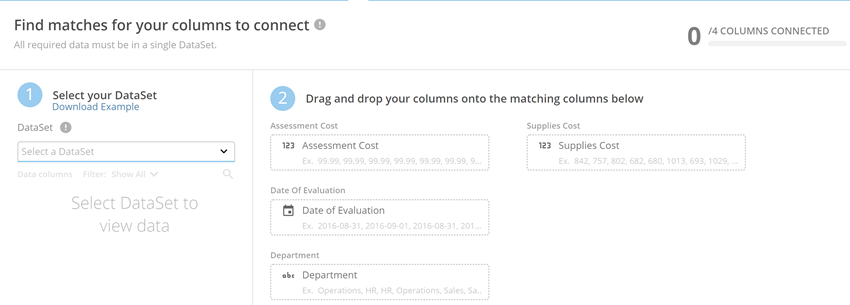 Find matches for your columns to connect
All required data must be in a single DataSet.
0 /4 COLUMNS CONNECTED
1 Select your DataSet
Download Example
DataSet
Select a DataSet
Data columns Filter: Show All
Select DataSet to
view data
2 Drag and drop your columns onto the matching columns below
Assessment Cost
123 Assessment Cost
Ex. 99.99, 99.99, 99.99, 99.99, 99.99, 99.99, 9...
Supplies Cost
123 Supplies Cost
Ex. 842, 757, 802, 682, 680, 1013, 693, 1029, ...
Date Of Evaluation
Date of Evaluation
Ex. 2016-08-31, 2016-09-01, 2016-08-31, 201...
Department
abc Department
Ex. Operations, HR, HR, Operations, Sales, Sa...